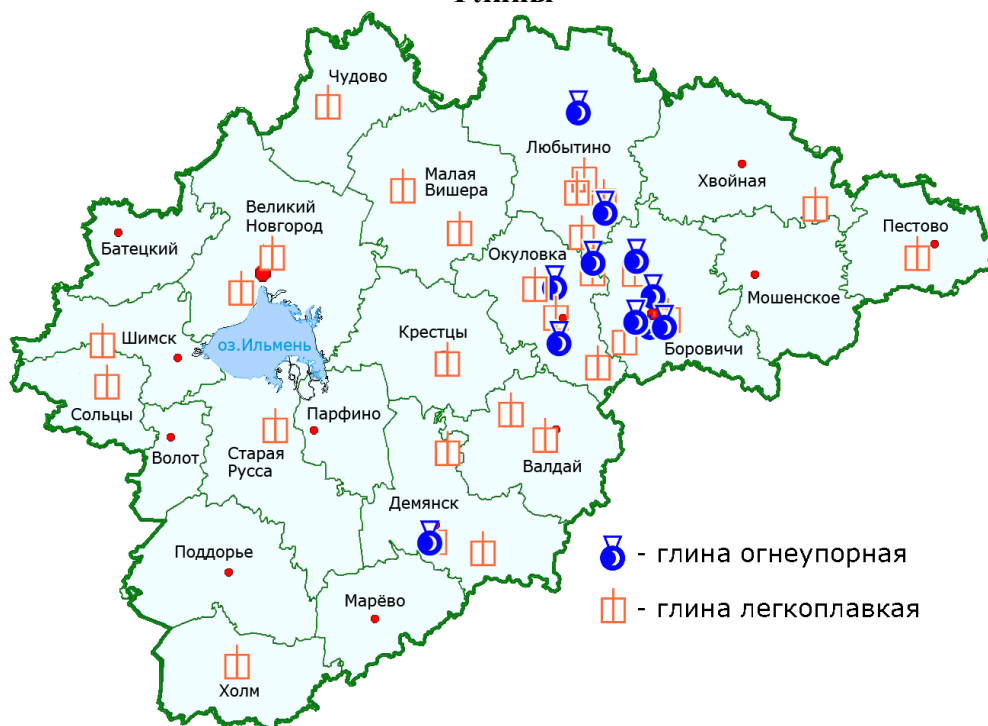 Глины
Чудово
Любытино
Малая
Вишера
Хвойная
Великий
Новгород
Батецкий
Окуловка
Пестово
Мошенское
Шимск
оз.Ильмень
Крестцы
Боровичи
Сольцы
Парфино
Волот
Старая
Русса
Валдай
Демянск
Поддорье
- глина огнеупорная
Марёво
- глина легкоплавкая
Холм